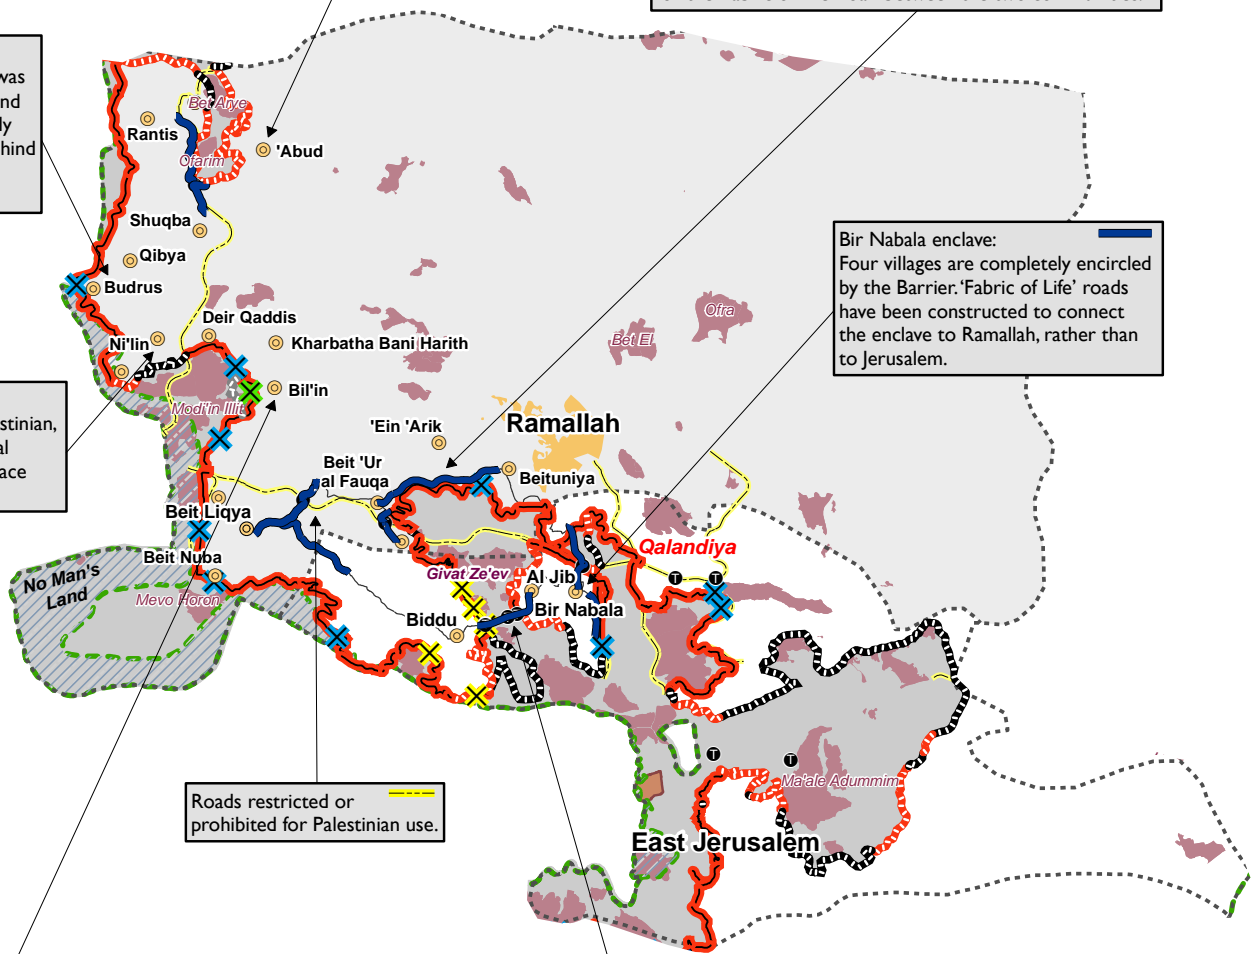 was
nd
ly
hind
Bet Arye
Rantis
'Abud
Ofarim
Shuqba
Qibya
Budrus
Deir Qaddis
Ni'lin
Kharbatha Bani Harith
Bil'in
Modi'in Illit
stinian,
al
ace
Bir Nabala enclave:
Four villages are completely encircled
by the Barrier. 'Fabric of Life' roads
have been constructed to connect
the enclave to Ramallah, rather than
to Jerusalem.
Ofra
Bet El
'Ein 'Arik
Ramallah
Beit 'Ur
al Fauqa
Beituniya
Beit Liqya
Qalandiya
Beit Nuba
No Man's
Land
Mevo Horon
Givat Ze'ev
Al Jib
T
T
Bir Nabala
Biddu
T
T
Ma'ale Adummim
Roads restricted or
prohibited for Palestinian use.
East Jerusalem